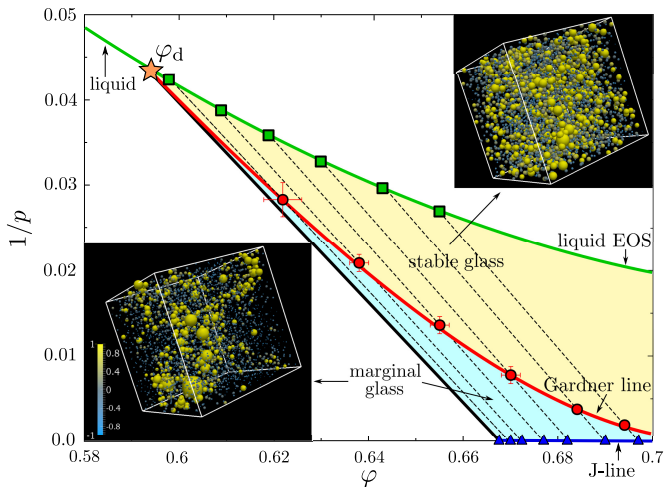 0.05
0.04
0.03
0.02
0.01
0.0
1/p
φd
liquid
stable glass
liquid EOS
marginal
glass
Gardner line
J-line
1
0.8
0.4
0
-0.4
-0.8
-1
0.58
0.6
0.62
0.64
0.66
0.68
0.7
φ